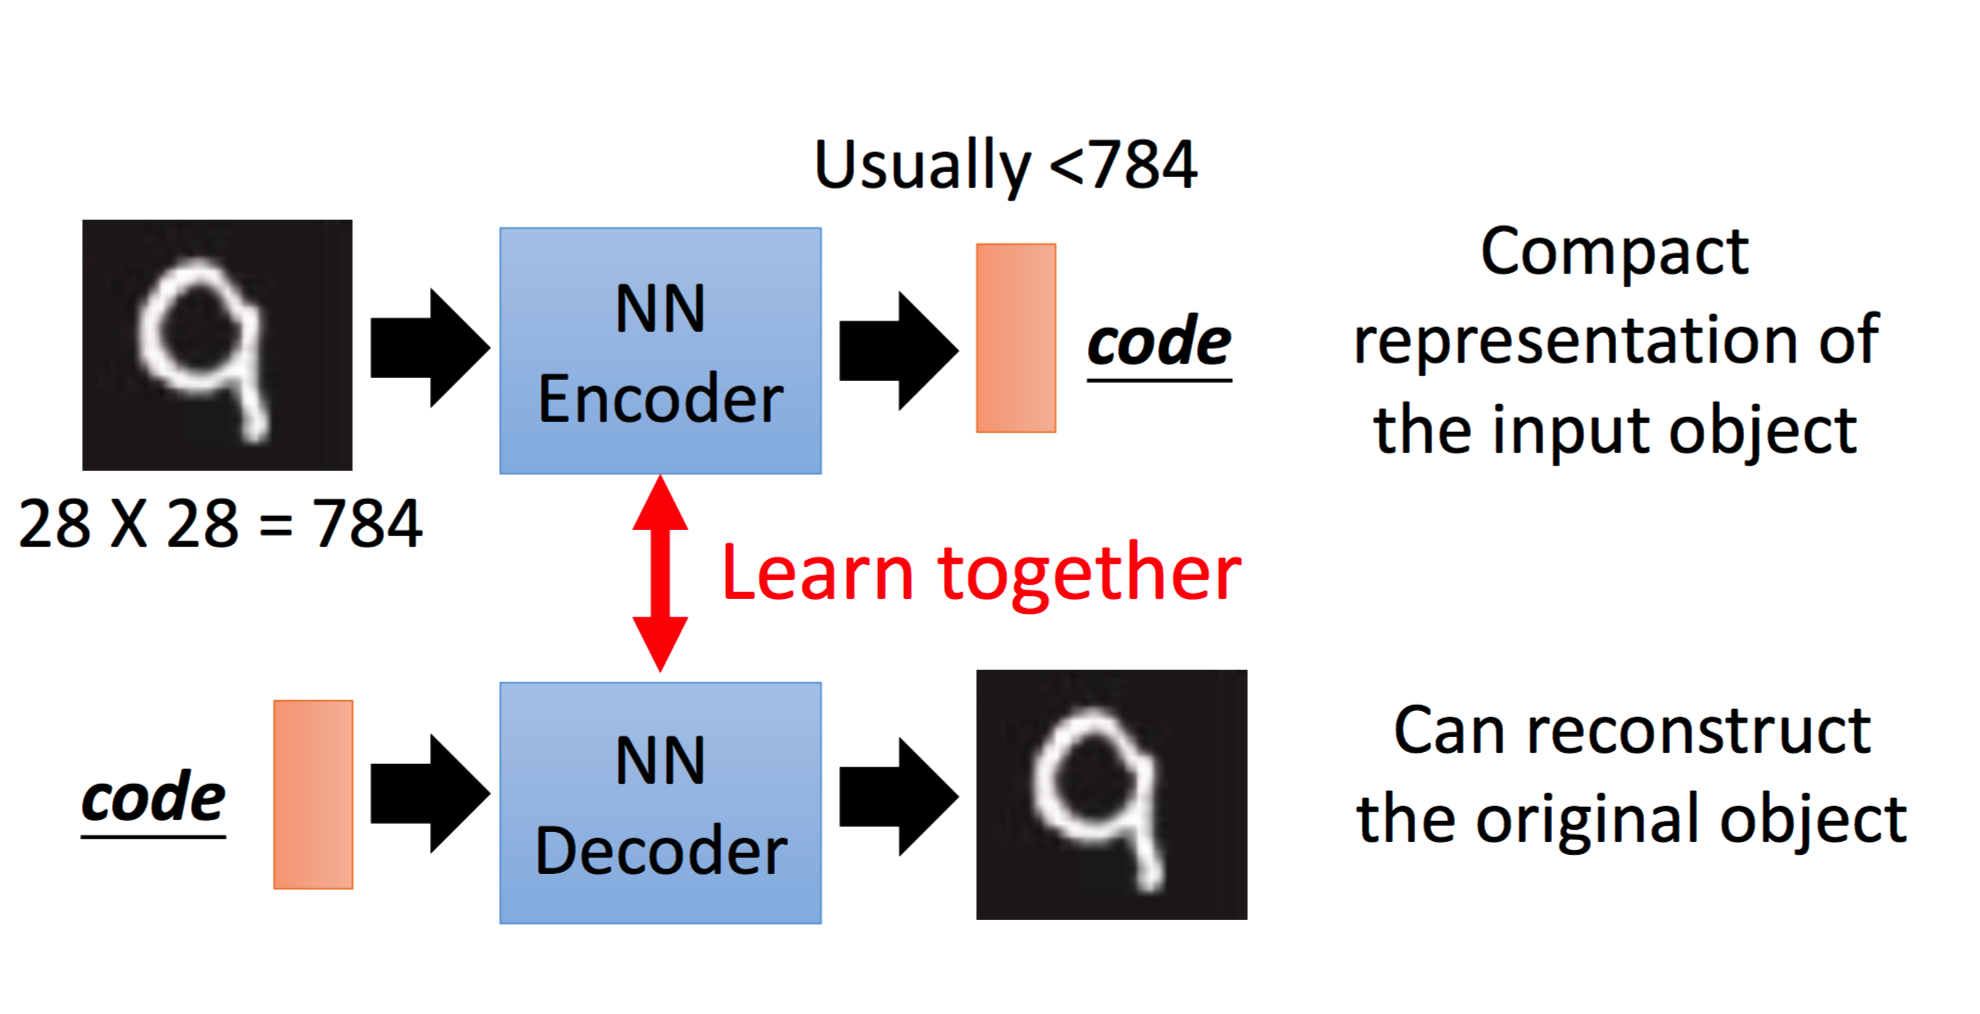 Usually <784
NN
Encoder
code
Compact
representation of
the input object
28 X 28 = 784
Learn together
code
NN
Decoder
Can reconstruct
the original object